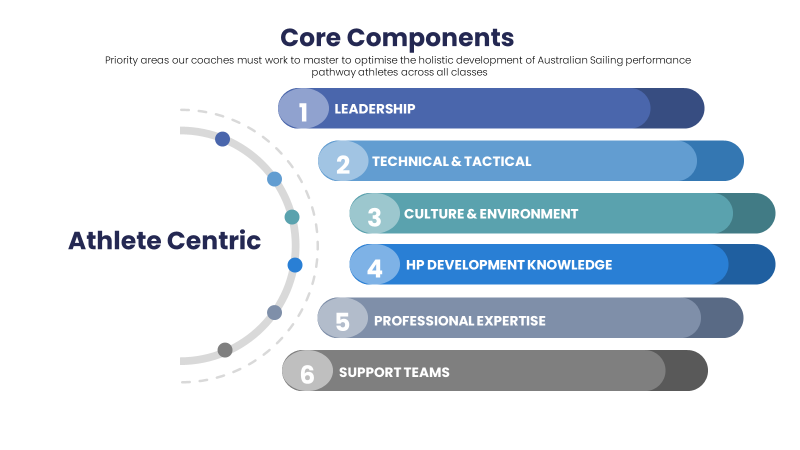 Core Components
Priority areas our coaches must work to master to optimise the holistic development of Australian Sailing performance
pathway athletes across all classes
1 LEADERSHIP
2 TECHNICAL & TACTICAL
3 CULTURE & ENVIRONMENT
Athlete Centric
4 HP DEVELOPMENT KNOWLEDGE
5 PROFESSIONAL EXPERTISE
6 SUPPORT TEAMS